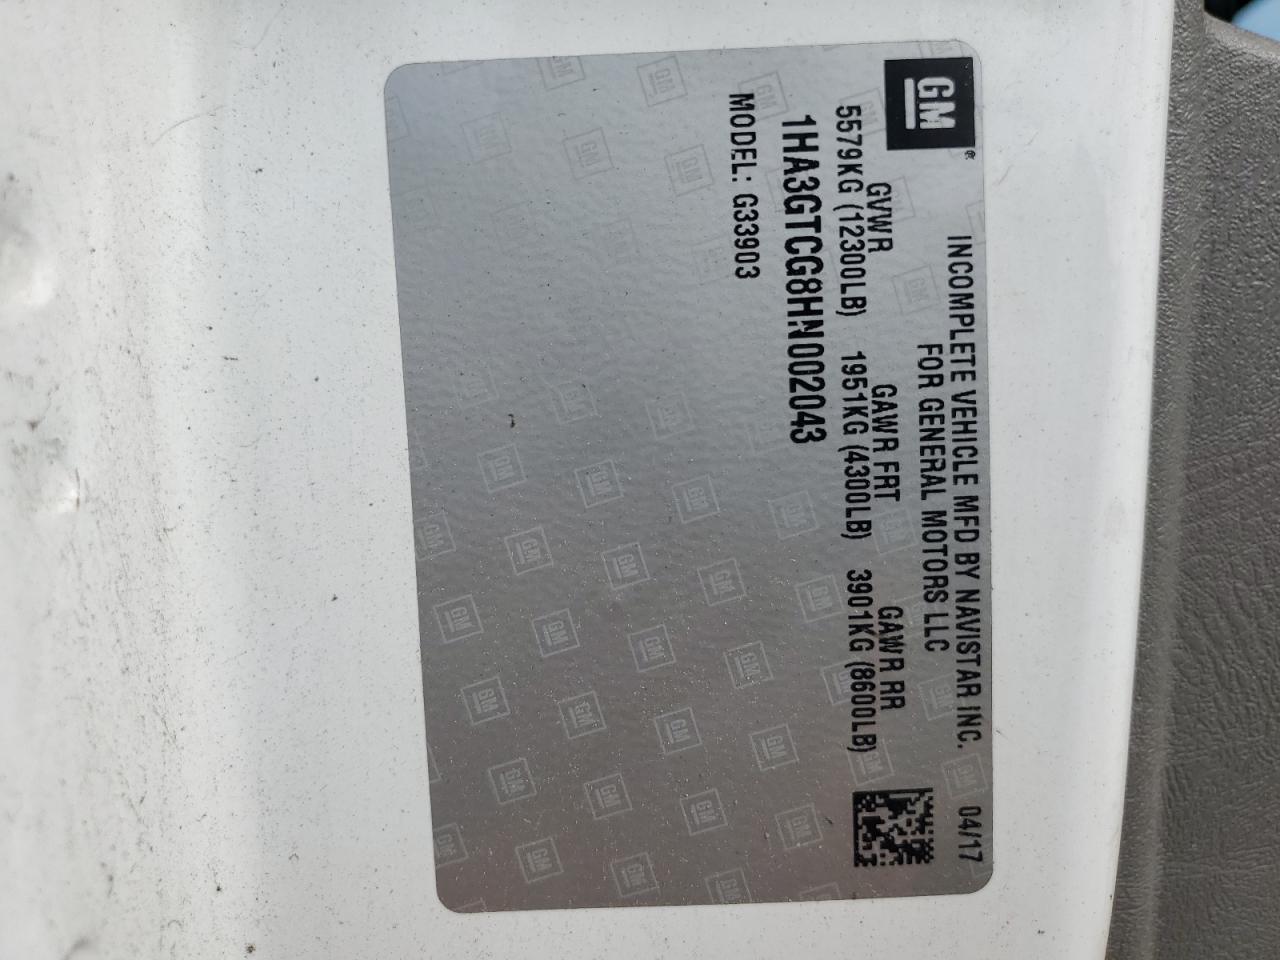 GM®
INCOMPLETE VEHICLE MFD BY NAVISTAR INC. 04/17
FOR GENERAL MOTORS LLC
GVWR GAWR FRT GAWR RR
5579KG (12300LB) 1951KG (4300LB) 3901KG (8600LB)
1HA3GTCG8HN002043
MODEL: G33903